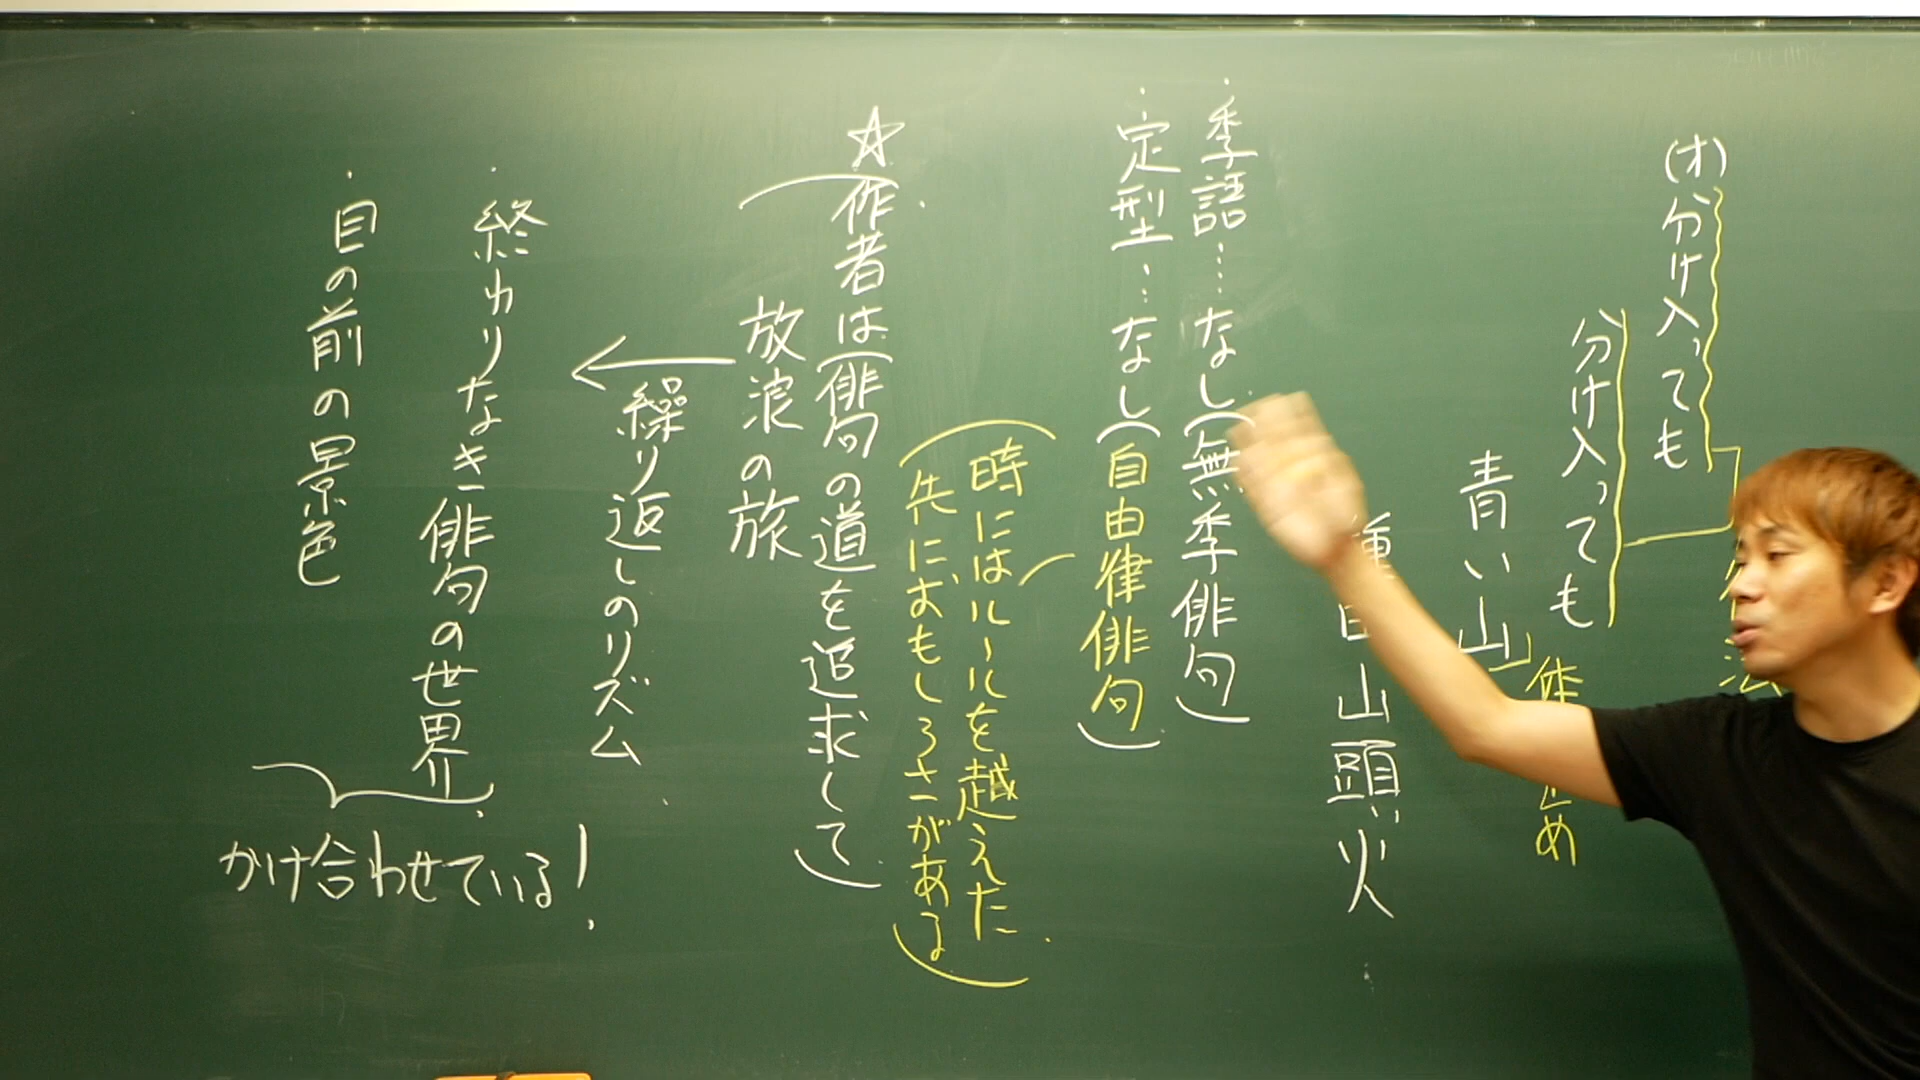 (オ)分け入っても
分け入っても
青い山
体 め
法
種田山頭火
・季語…なし(無季俳句)
・定型…なし(自由律俳句)
(時にはルールを越えた
先におもしろさがある)
☆作者は(俳句の道を追求して)
放浪の旅
←
繰り返しのリズム
・終わりなき俳句の世界
・目の前の景色
かけ合わせている!